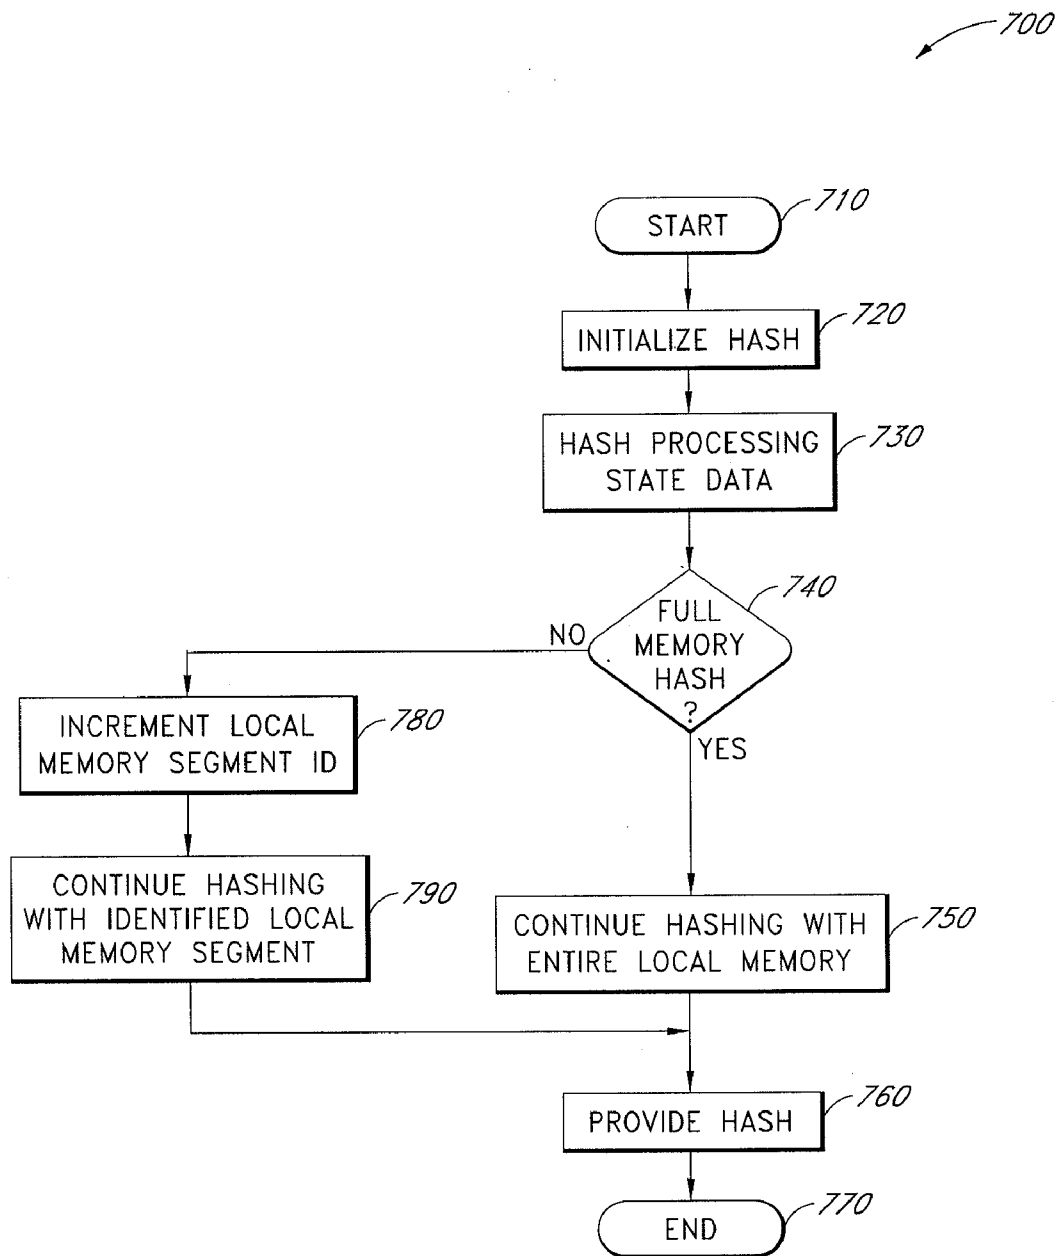 700
START
710
INITIALIZE HASH
720
HASH PROCESSING
STATE DATA
730
FULL
MEMORY
HASH
?
740
NO
YES
INCREMENT LOCAL
MEMORY SEGMENT ID
780
CONTINUE HASHING
WITH IDENTIFIED LOCAL
MEMORY SEGMENT
790
CONTINUE HASHING WITH
ENTIRE LOCAL MEMORY
750
PROVIDE HASH
760
END
770